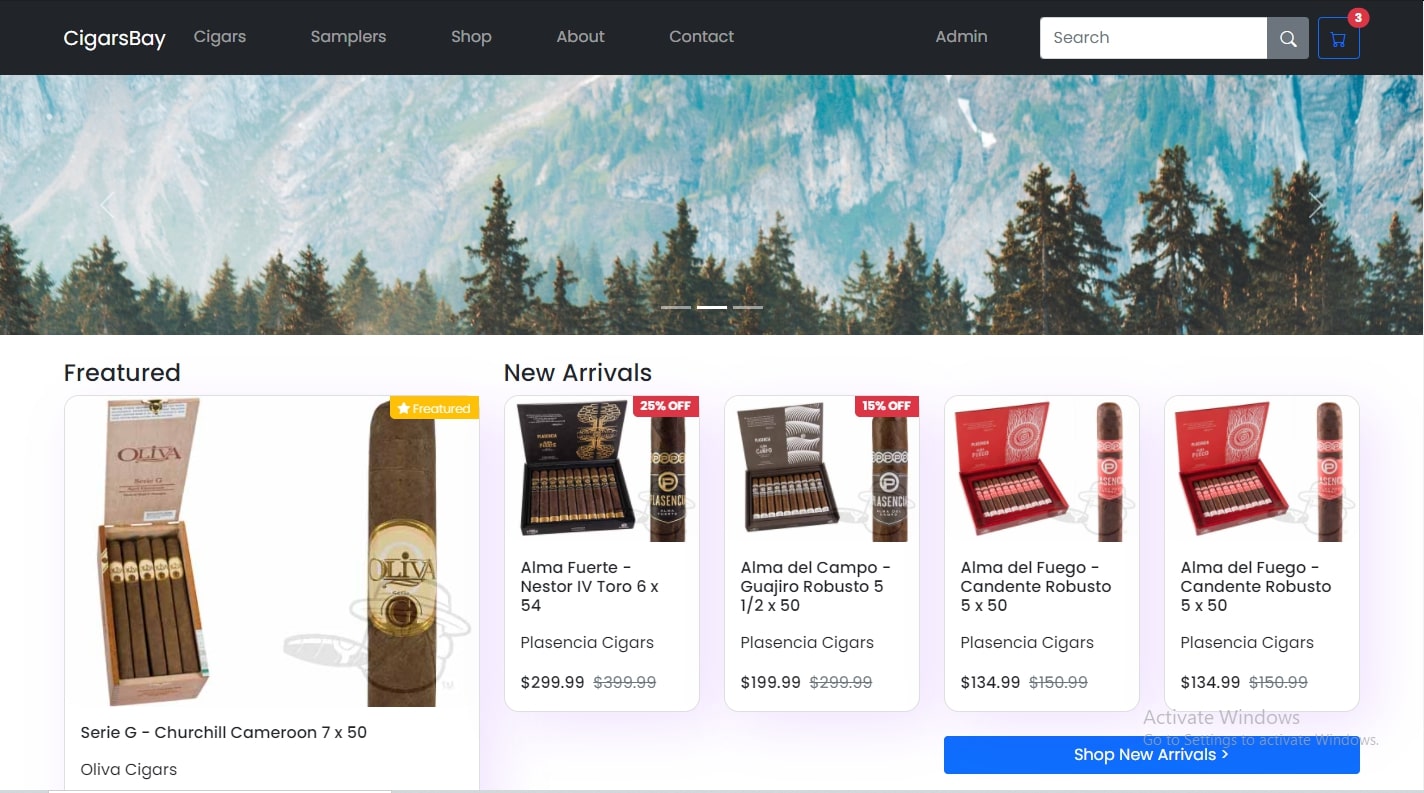 CigarsBay
Cigars
Samplers
Shop
About
Contact
Admin
Search
3
Freatured
New Arrivals
Freatured
OLIVA
Serie G
OLIVA
Serie
G
TM
Serie G - Churchill Cameroon 7 x 50
Oliva Cigars
25% OFF
PLASENCIA
Alma Fuerte -
Nestor IV Toro 6 x
54
Plasencia Cigars
$299.99 $399.99
15% OFF
PLASENCIA
Alma del Campo -
Guajiro Robusto 5
1/2 x 50
Plasencia Cigars
$199.99 $299.99
PLASENCIA
Alma del Fuego -
Candente Robusto
5 x 50
Plasencia Cigars
$134.99 $150.99
PLASENCIA
Alma del Fuego -
Candente Robusto
5 x 50
Plasencia Cigars
$134.99 $150.99
Activate Windows
Go to Settings to activate Windows.
Shop New Arrivals >